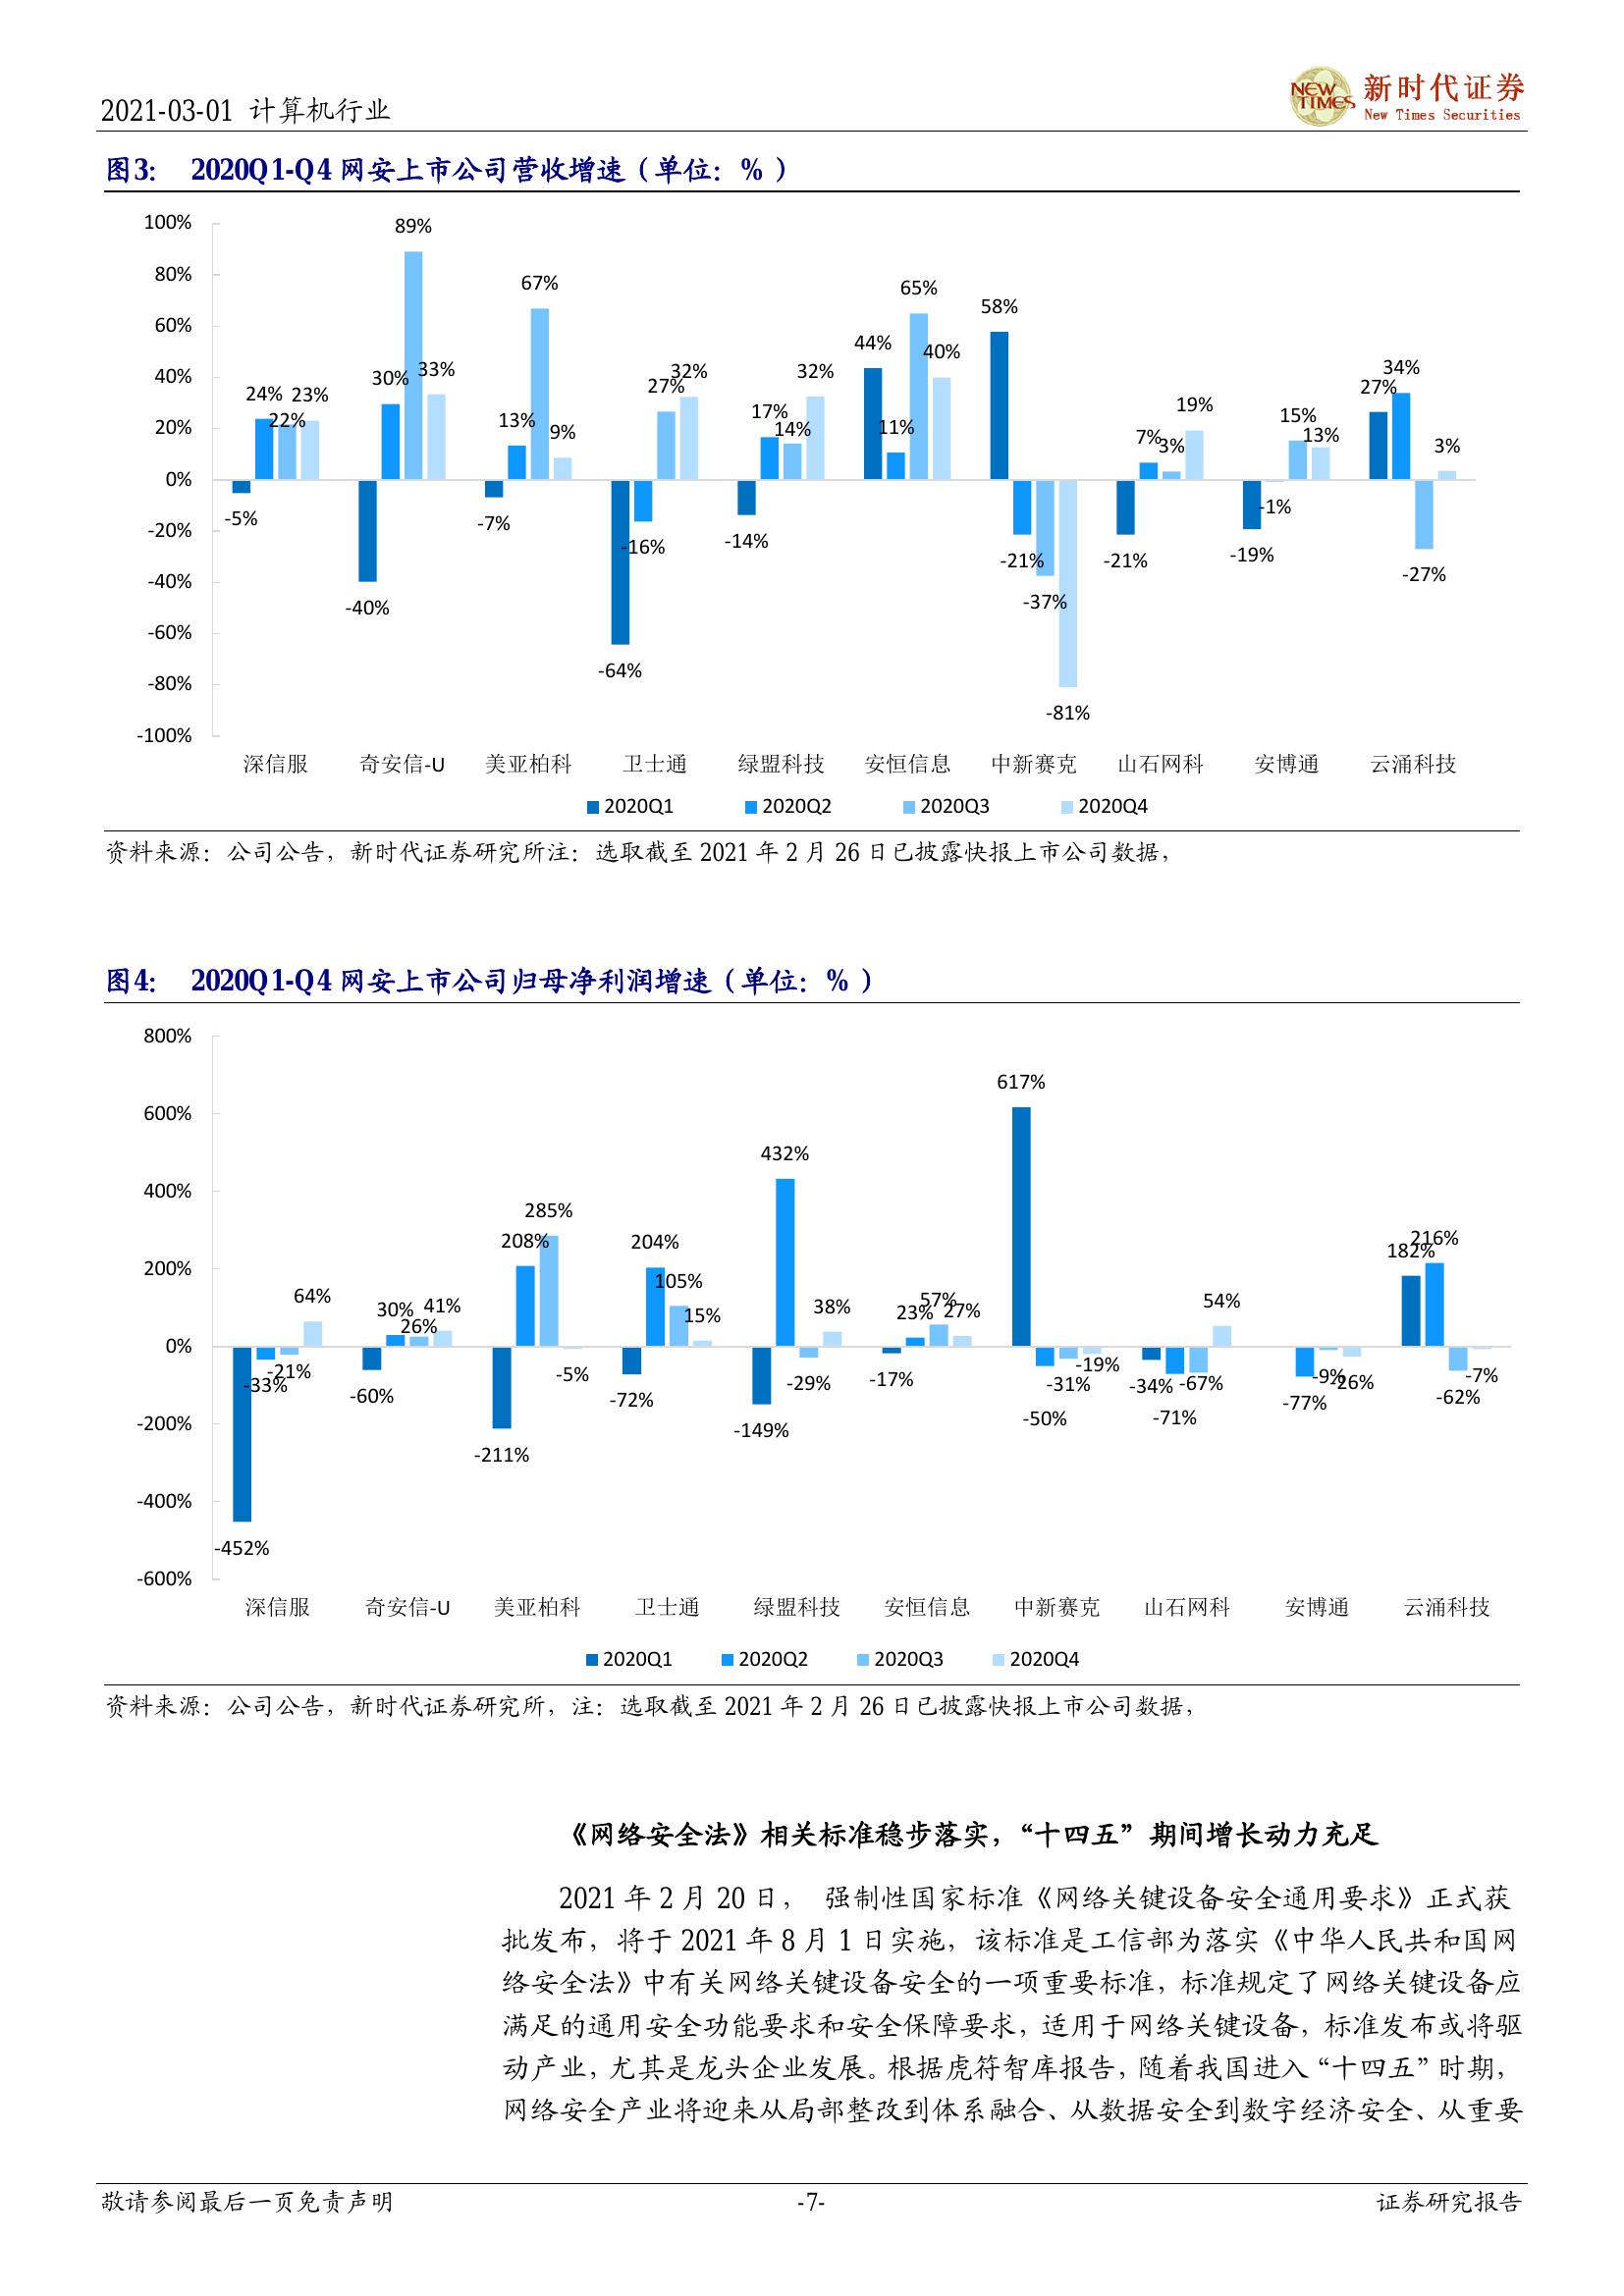 2021-03-01 计算机行业
NEW TIMES
新时代证券
New Times Securities
图3： 2020Q1-Q4 网安上市公司营收增速（单位：%）
100%
80%
60%
40%
20%
0%
-20%
-40%
-60%
-80%
-100%
-5% 24% 22% 23%
-40% 30% 89% 33%
-7% 13% 67% 9%
-64% -16% 27% 32%
-14% 17% 14% 32%
44% 11% 65% 40%
58% -21% -37% -81%
-21% 7% 3% 19%
-19% -1% 15% 13%
27% 34% -27% 3%
深信服 奇安信-U 美亚柏科 卫士通 绿盟科技 安恒信息 中新赛克 山石网科 安博通 云涌科技
2020Q1 2020Q2 2020Q3 2020Q4
资料来源：公司公告，新时代证券研究所注：选取截至 2021 年 2 月 26 日已披露快报上市公司数据，
图4： 2020Q1-Q4 网安上市公司归母净利润增速（单位：%）
800%
600%
400%
200%
0%
-200%
-400%
-600%
-452% -33% -21% 64%
-60% 30% 26% 41%
-211% 208% 285% -5%
-72% 204% 105% 15%
-149% 432% -29% 38%
-17% 23% 57% 27%
617% -50% -31% -19%
-34% -71% -67% 54%
-77% -9% -26%
182% 216% -62% -7%
深信服 奇安信-U 美亚柏科 卫士通 绿盟科技 安恒信息 中新赛克 山石网科 安博通 云涌科技
2020Q1 2020Q2 2020Q3 2020Q4
资料来源：公司公告，新时代证券研究所，注：选取截至 2021 年 2 月 26 日已披露快报上市公司数据，
《网络安全法》相关标准稳步落实，“十四五”期间增长动力充足
2021 年 2 月 20 日， 强制性国家标准《网络关键设备安全通用要求》正式获
批发布，将于 2021 年 8 月 1 日实施，该标准是工信部为落实《中华人民共和国网
络安全法》中有关网络关键设备安全的一项重要标准，标准规定了网络关键设备应
满足的通用安全功能要求和安全保障要求，适用于网络关键设备，标准发布或将驱
动产业，尤其是龙头企业发展。根据虎符智库报告，随着我国进入“十四五”时期，
网络安全产业将迎来从局部整改到体系融合、从数据安全到数字经济安全、从重要
敬请参阅最后一页免责声明
-7-
证券研究报告